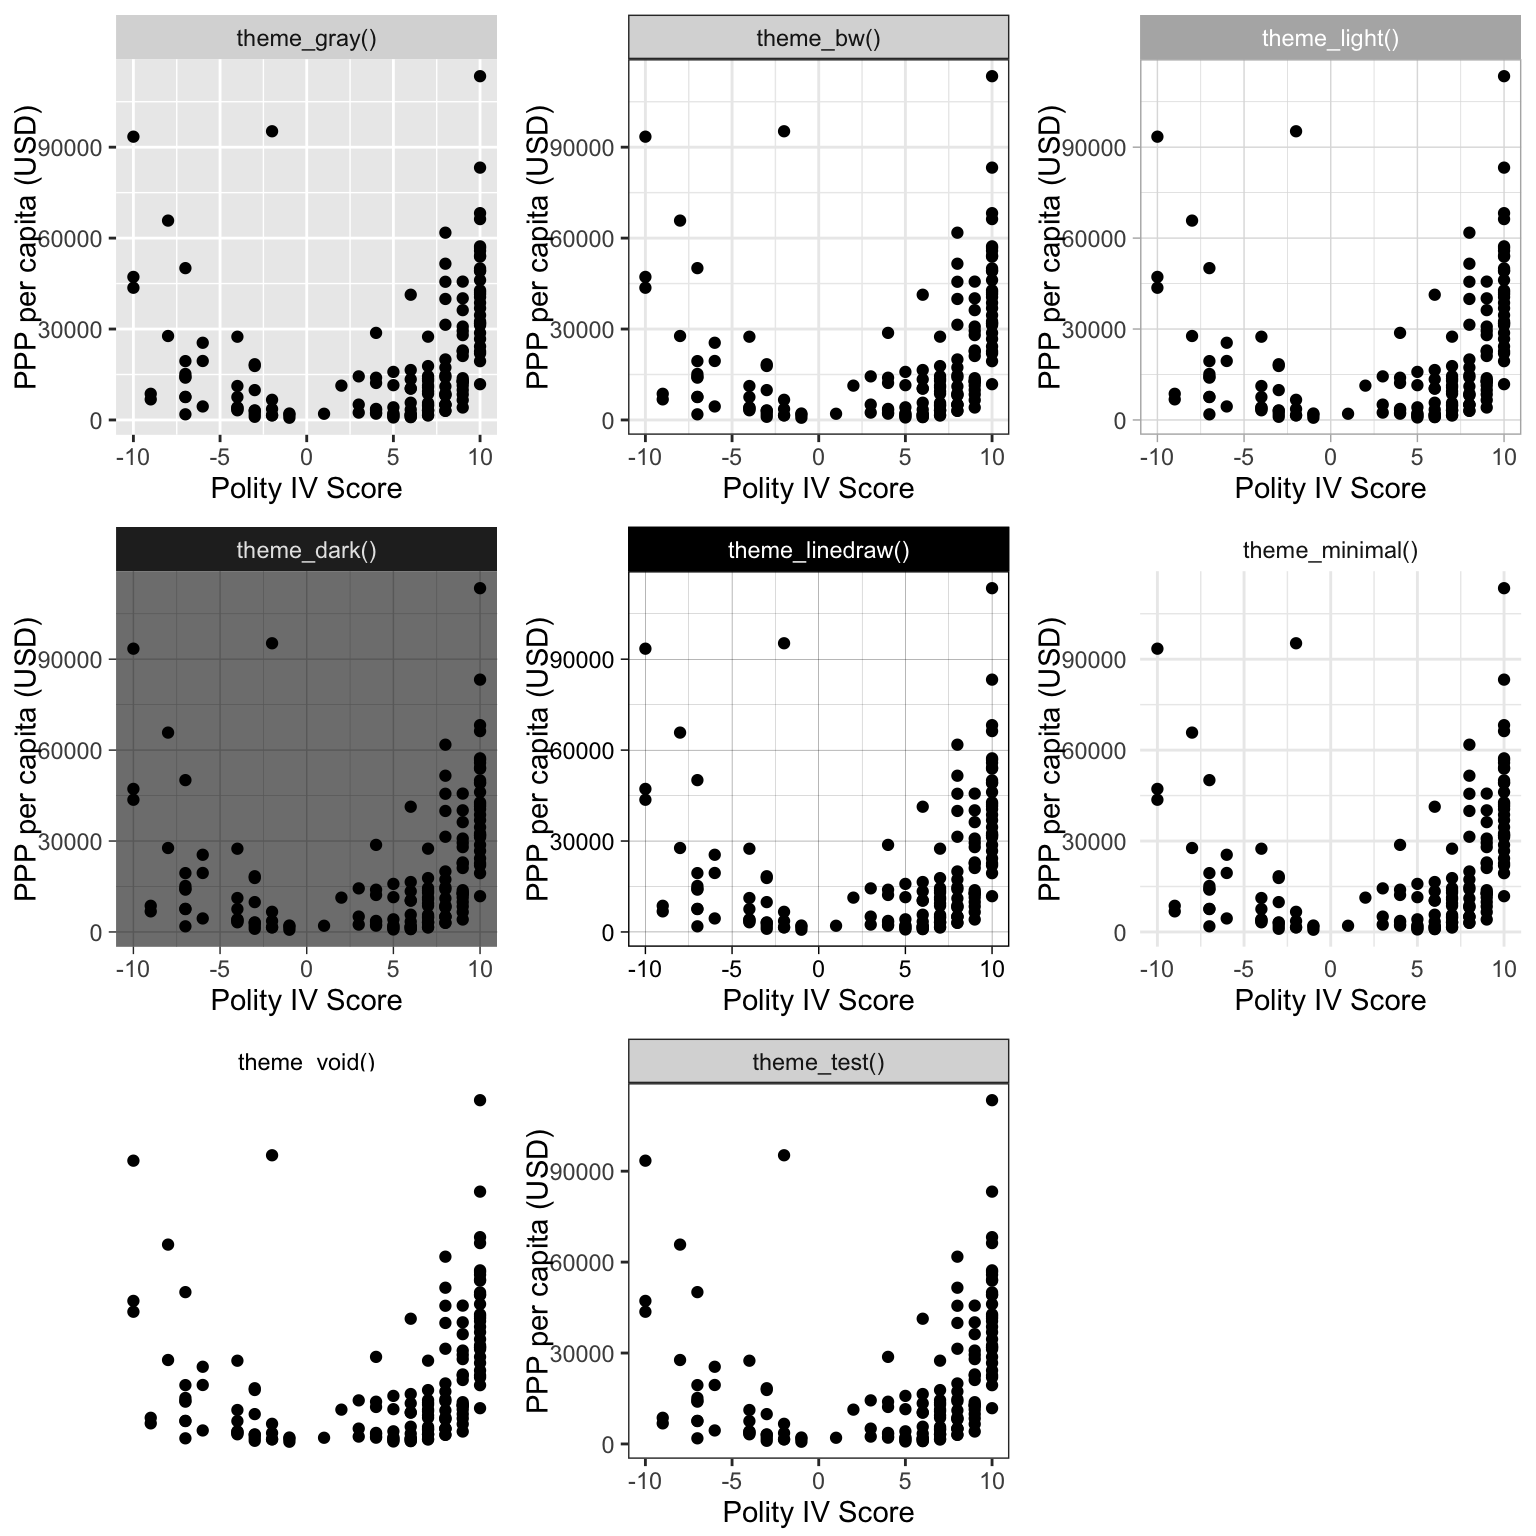 theme_gray()
PPP per capita (USD)
90000
60000
30000
0
-10 -5 0 5 10
Polity IV Score
theme_bw()
PPP per capita (USD)
90000
60000
30000
0
-10 -5 0 5 10
Polity IV Score
theme_light()
PPP per capita (USD)
90000
60000
30000
0
-10 -5 0 5 10
Polity IV Score
theme_dark()
PPP per capita (USD)
90000
60000
30000
0
-10 -5 0 5 10
Polity IV Score
theme_linedraw()
PPP per capita (USD)
90000
60000
30000
0
-10 -5 0 5 10
Polity IV Score
theme_minimal()
PPP per capita (USD)
90000
60000
30000
0
-10 -5 0 5 10
Polity IV Score
theme_void()
theme_test()
PPP per capita (USD)
90000
60000
30000
0
-10 -5 0 5 10
Polity IV Score